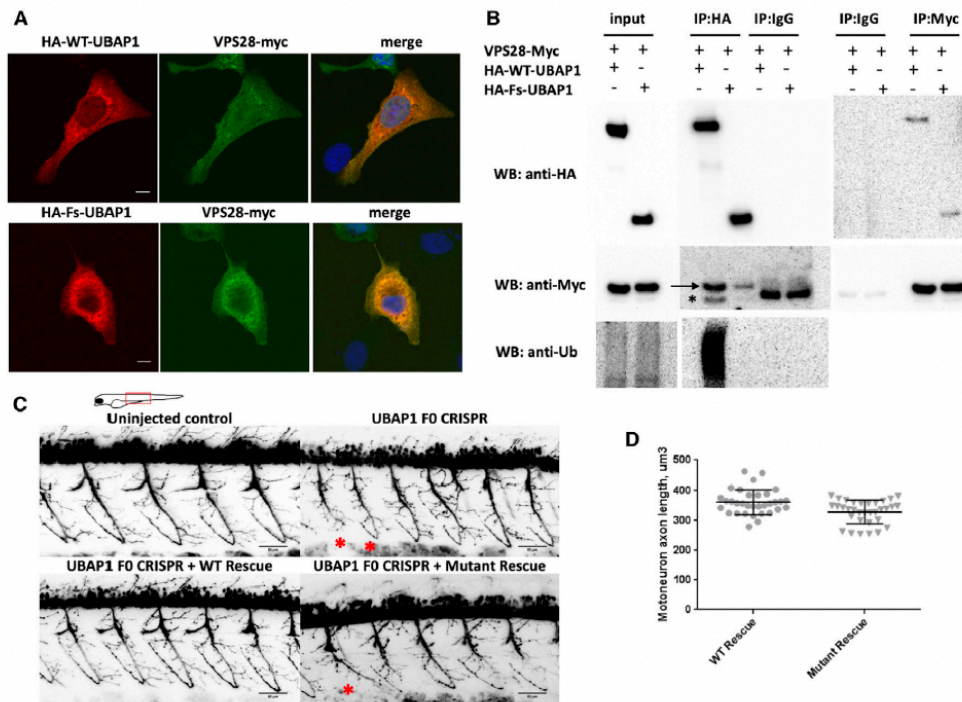 A
HA-WT-UBAP1 VPS28-myc merge
HA-Fs-UBAP1 VPS28-myc merge
B
input IP:HA IP:IgG IP:IgG IP:Myc
VPS28-Myc + + + + + + + + + +
HA-WT-UBAP1 + - + - + - + - + -
HA-Fs-UBAP1 - + - + - + - + - +
WB: anti-HA
WB: anti-Myc
*
WB: anti-Ub
C
Uninjected control UBAP1 F0 CRISPR
* *
UBAP1 F0 CRISPR + WT Rescue UBAP1 F0 CRISPR + Mutant Rescue
*
D
Motoneuron axon length, um3
500
400
300
200
100
0
WT Rescue
Mutant Rescue